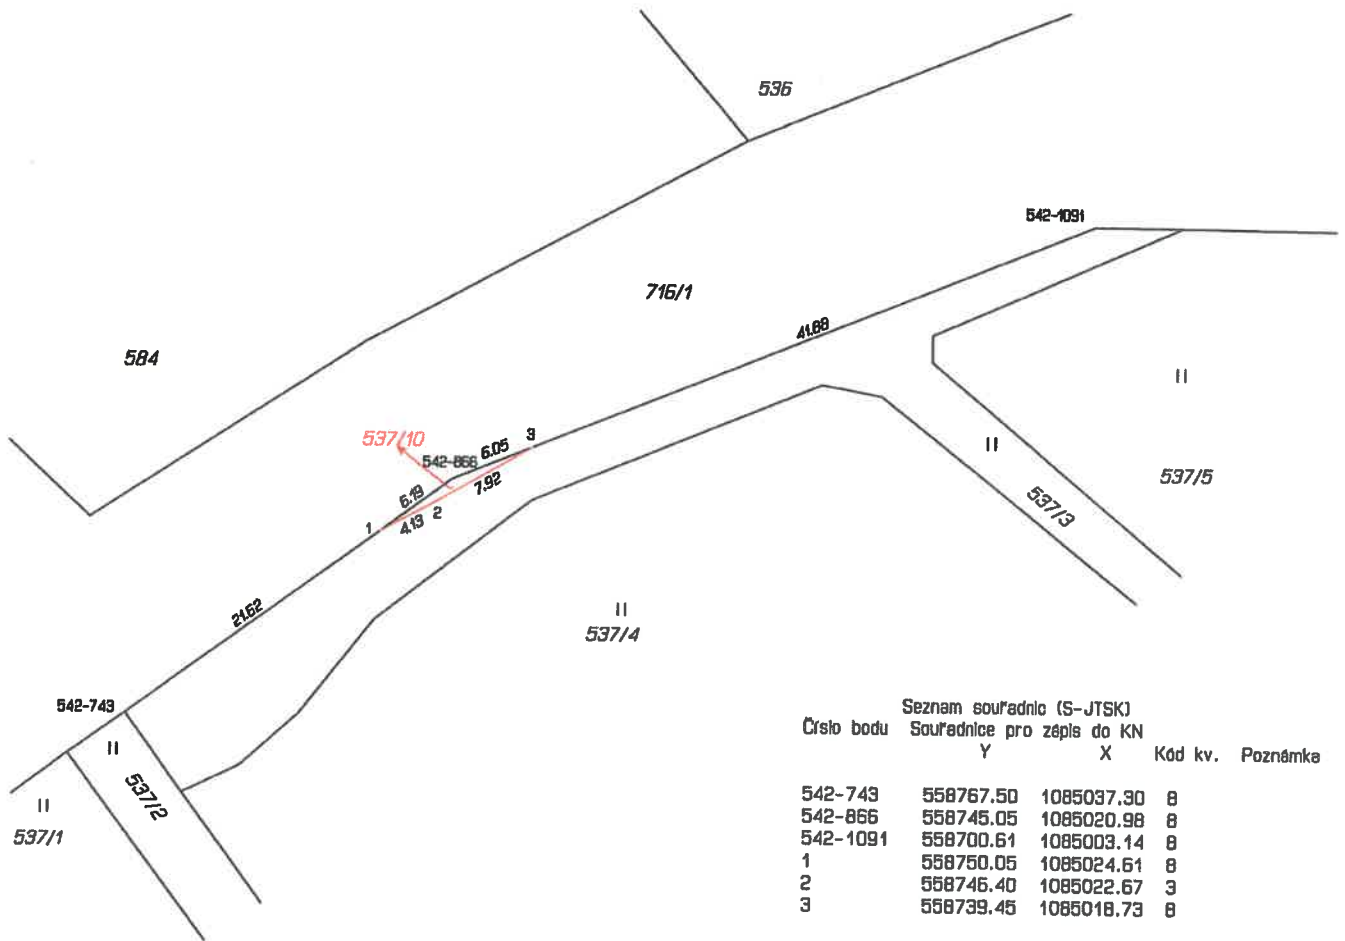 536
542-1091
716/1
41.88
584
II
537/10
3
6.05
542-866
II
7.92
537/5
6.19
537/3
2
4.13
1
21.62
II
537/4
542-743
II
537/2
II
537/1
Seznam souřadnic (S-JTSK)
Číslo bodu Souřadnice pro zápis do KN
Y X Kód kv. Poznámka
542-743 558767.50 1085037.30 8
542-866 558745.05 1085020.98 8
542-1091 558700.61 1085003.14 8
1 558750.05 1085024.61 8
2 558746.40 1085022.67 3
3 558739.45 1085018.73 8